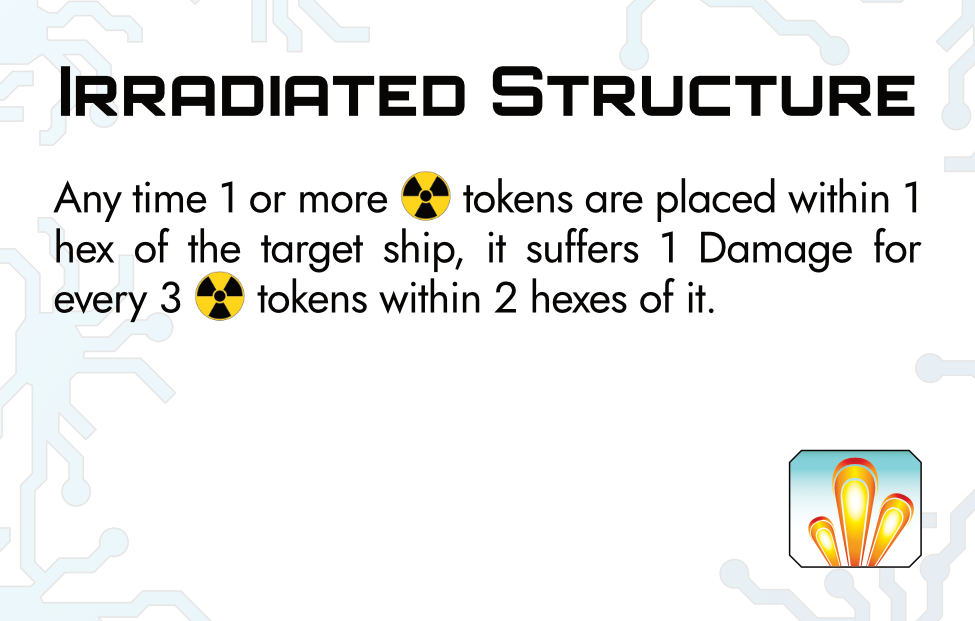 Irradiated Structure
Any time 1 or more ☢ tokens are placed within 1
hex of the target ship, it suffers 1 Damage for
every 3 ☢ tokens within 2 hexes of it.